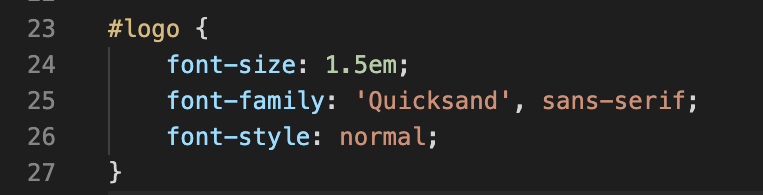 23 #logo {
24 font-size: 1.5em;
25 font-family: 'Quicksand', sans-serif;
26 font-style: normal;
27 }